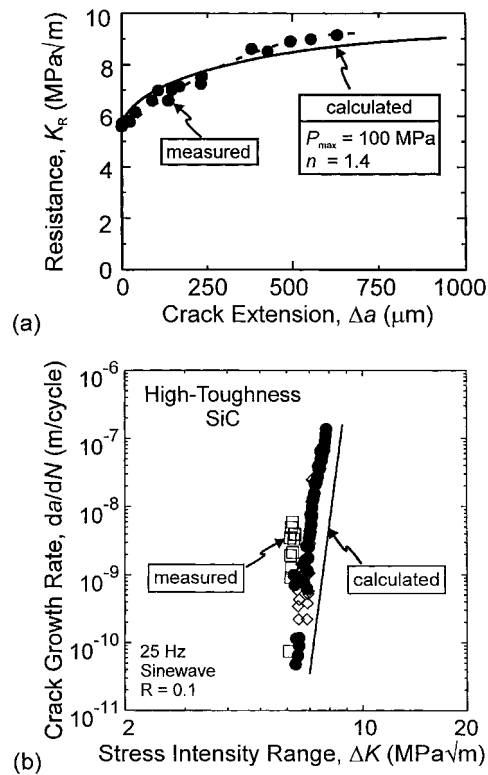 10
8
6
4
2
0
Resistance, K_R (MPa√m)
calculated
P_max = 100 MPa
n = 1.4
measured
0 250 500 750 1000
Crack Extension, Δa (μm)
(a)
10^-6
10^-7
10^-8
10^-9
10^-10
10^-11
Crack Growth Rate, da/dN (m/cycle)
High-Toughness
SiC
measured
calculated
25 Hz
Sinewave
R = 0.1
2 10 20
Stress Intensity Range, ΔK (MPa√m)
(b)